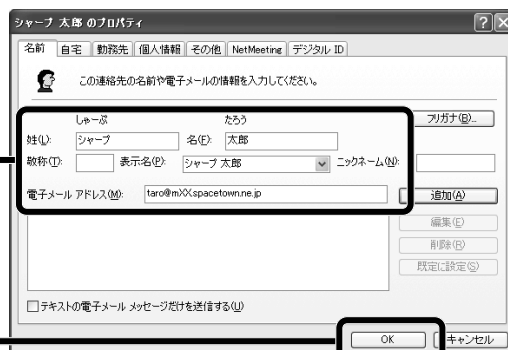 シャープ 太郎 のプロパティ
名前 自宅 勤務先 個人情報 その他 NetMeeting デジタル ID
この連絡先の名前や電子メールの情報を入力してください。
しゃーぷ たろう フリガナ(R)...
姓(L): シャープ 名(F): 太郎
敬称(T): 表示名(P): シャープ 太郎 ニックネーム(N):
電子メール アドレス(M): taro@mXX.spacetown.ne.jp 追加(A)
編集(E)
削除(R)
既定に設定(S)
テキストの電子メール メッセージだけを送信する(U)
OK キャンセル